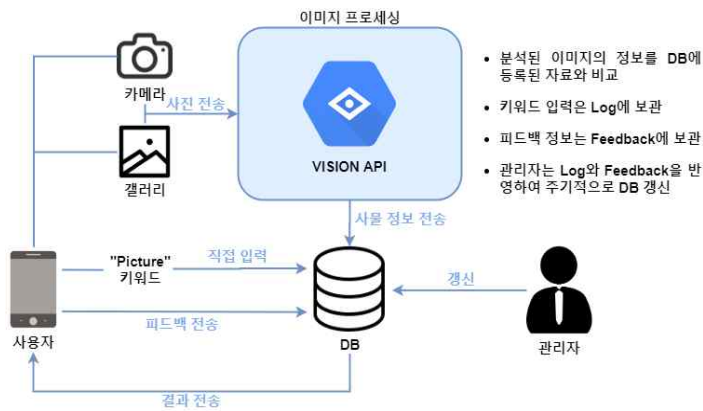 이미지 프로세싱
카메라
사진 전송
갤러리
VISION API
• 분석된 이미지의 정보를 DB에
등록된 자료와 비교
• 키워드 입력은 Log에 보관
• 피드백 정보는 Feedback에 보관
• 관리자는 Log와 Feedback을 반
영하여 주기적으로 DB 갱신
사물 정보 전송
"Picture"
키워드
직접 입력
갱신
피드백 전송
사용자
DB
관리자
결과 전송